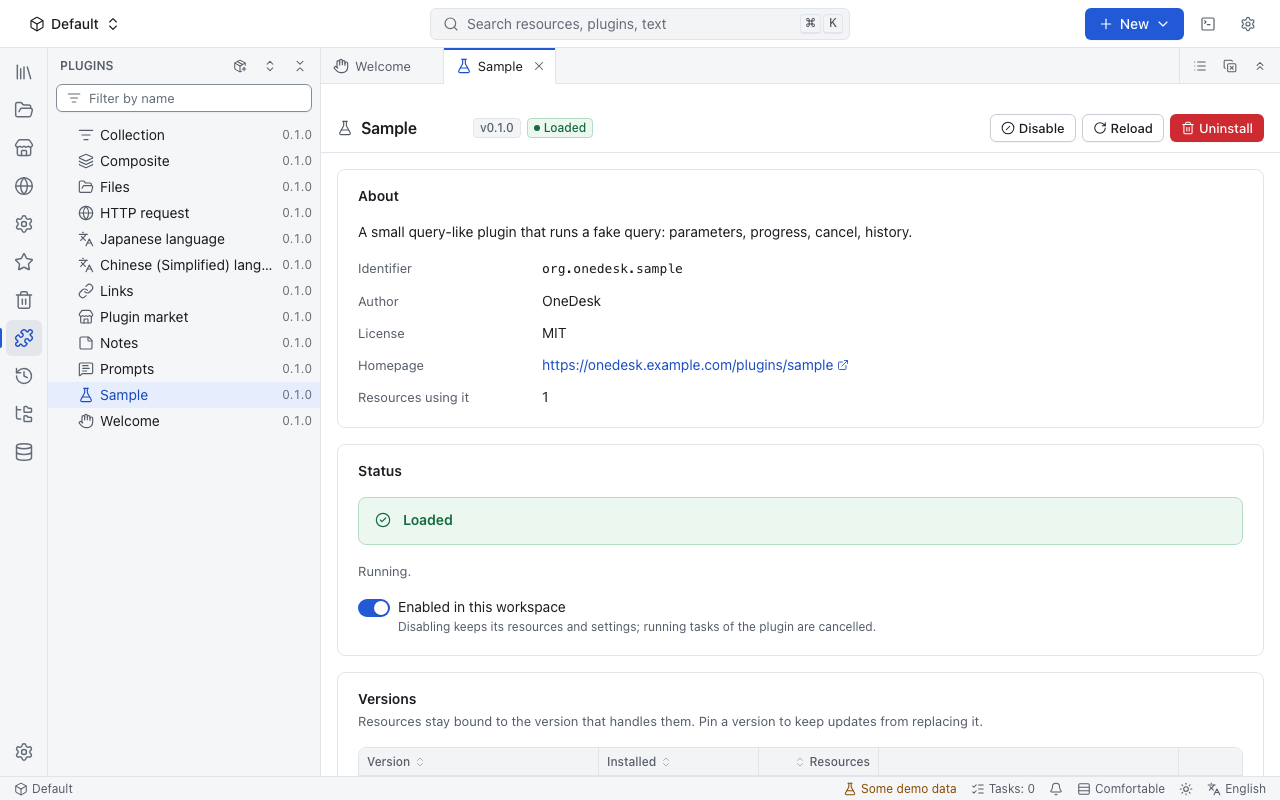 Default
Search resources, plugins, text
⌘ K
New
PLUGINS
Welcome
Sample
Filter by name
Collection 0.1.0
Composite 0.1.0
Files 0.1.0
HTTP request 0.1.0
Japanese language 0.1.0
Chinese (Simplified) lang... 0.1.0
Links 0.1.0
Plugin market 0.1.0
Notes 0.1.0
Prompts 0.1.0
Sample 0.1.0
Welcome 0.1.0
Sample v0.1.0 Loaded
Disable Reload Uninstall
About
A small query-like plugin that runs a fake query: parameters, progress, cancel, history.
Identifier org.onedesk.sample
Author OneDesk
License MIT
Homepage https://onedesk.example.com/plugins/sample
Resources using it 1
Status
Loaded
Running.
Enabled in this workspace
Disabling keeps its resources and settings; running tasks of the plugin are cancelled.
Versions
Resources stay bound to the version that handles them. Pin a version to keep updates from replacing it.
Version Installed Resources
Default
Some demo data Tasks: 0 Comfortable English